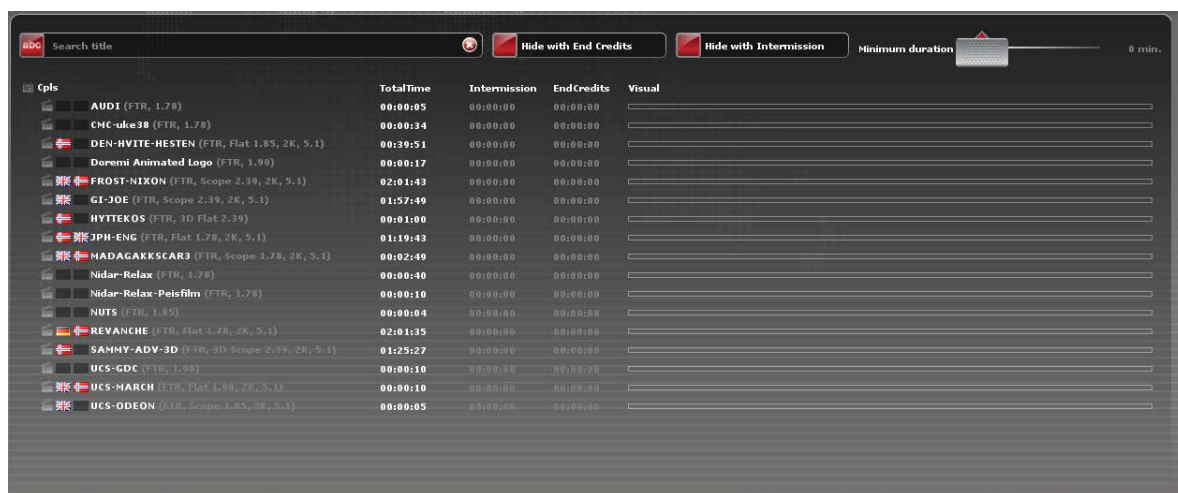 abc Search title Hide with End Credits Hide with Intermission Minimum duration 0 min.
Cpls TotalTime Intermission EndCredits Visual
AUDI (FTR, 1.78) 00:00:05 00:00:00 00:00:00
CMC-uke38 (FTR, 1.78) 00:00:34 00:00:00 00:00:00
DEN-HVITE-HESTEN (FTR, Flat 1.85, 2K, 5.1) 00:39:51 00:00:00 00:00:00
Doremi Animated Logo (FTR, 1.90) 00:00:17 00:00:00 00:00:00
FROST-NIXON (FTR, Scope 2.39, 2K, 5.1) 02:01:43 00:00:00 00:00:00
GI-JOE (FTR, Scope 2.39, 2K, 5.1) 01:57:49 00:00:00 00:00:00
HYTTEKOS (FTR, 3D Flat 2.39) 00:01:00 00:00:00 00:00:00
JPH-ENG (FTR, Flat 1.78, 2K, 5.1) 01:19:43 00:00:00 00:00:00
MADAGAKKSCAR3 (FTR, Scope 1.78, 2K, 5.1) 00:02:49 00:00:00 00:00:00
Nidar-Relax (FTR, 1.78) 00:00:40 00:00:00 00:00:00
Nidar-Relax-Peisfilm (FTR, 1.78) 00:00:10 00:00:00 00:00:00
NUTS (FTR, 1.85) 00:00:04 00:00:00 00:00:00
REVANCHE (FTR, Flat 1.78, 2K, 5.1) 02:01:35 00:00:00 00:00:00
SAMMY-ADV-3D (FTR, 3D Scope 2.39, 2K, 5.1) 01:25:27 00:00:00 00:00:00
UCS-GDC (FTR, 1.90) 00:00:10 00:00:00 00:00:00
UCS-MARCH (FTR, Flat 1.90, 2K, 5.1) 00:00:10 00:00:00 00:00:00
UCS-ODEON (FTR, Scope 1.85, 2K, 5.1) 00:00:05 00:00:00 00:00:00